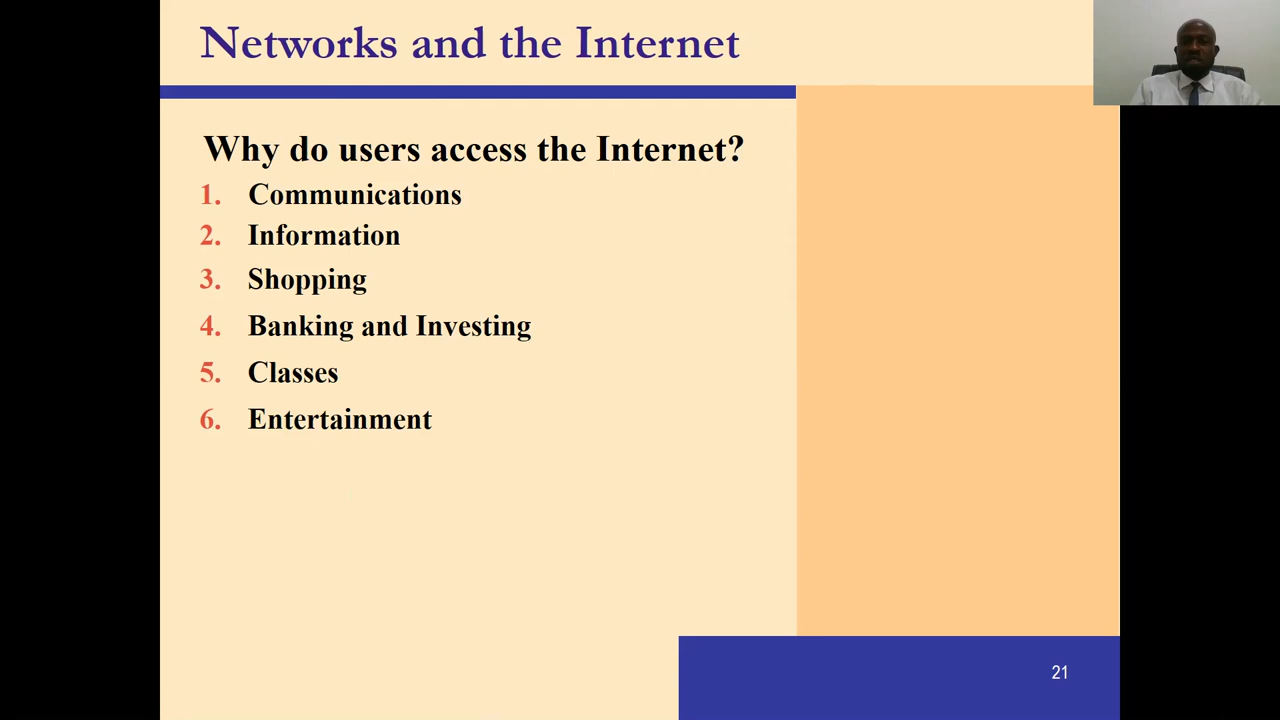 Networks and the Internet
Why do users access the Internet?
1. Communications
2. Information
3. Shopping
4. Banking and Investing
5. Classes
6. Entertainment
21